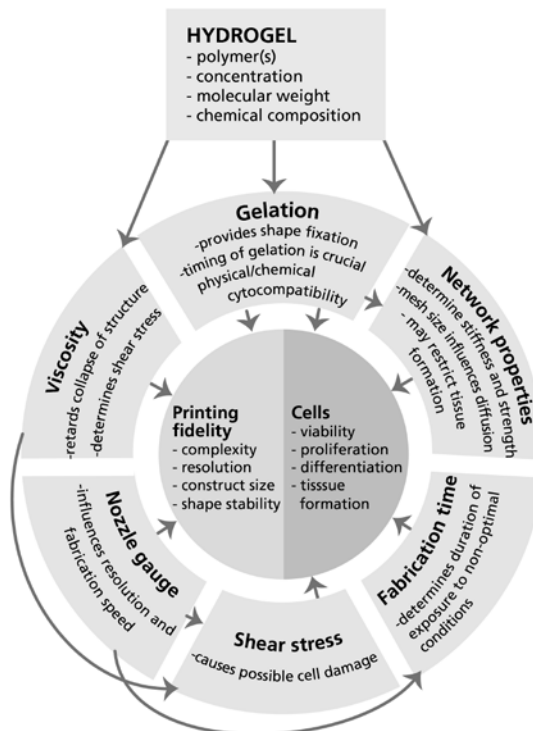 HYDROGEL
- polymer(s)
- concentration
- molecular weight
- chemical composition
Gelation
-provides shape fixation
-timing of gelation is crucial
physical/chemical
cytocompatibility
Viscosity
-retards collapse of structure
-determines shear stress
Network properties
-determine stiffness and strength
-mesh size influences diffusion
- may restrict tissue
formation
Printing
fidelity
- complexity
- resolution
- construct size
- shape stability
Cells
- viability
- proliferation
- differentiation
- tisssue
formation
Nozzle gauge
-influences resolution and
fabrication speed
Shear stress
-causes possible cell damage
Fabrication time
-determines duration of
exposure to non-optimal
conditions